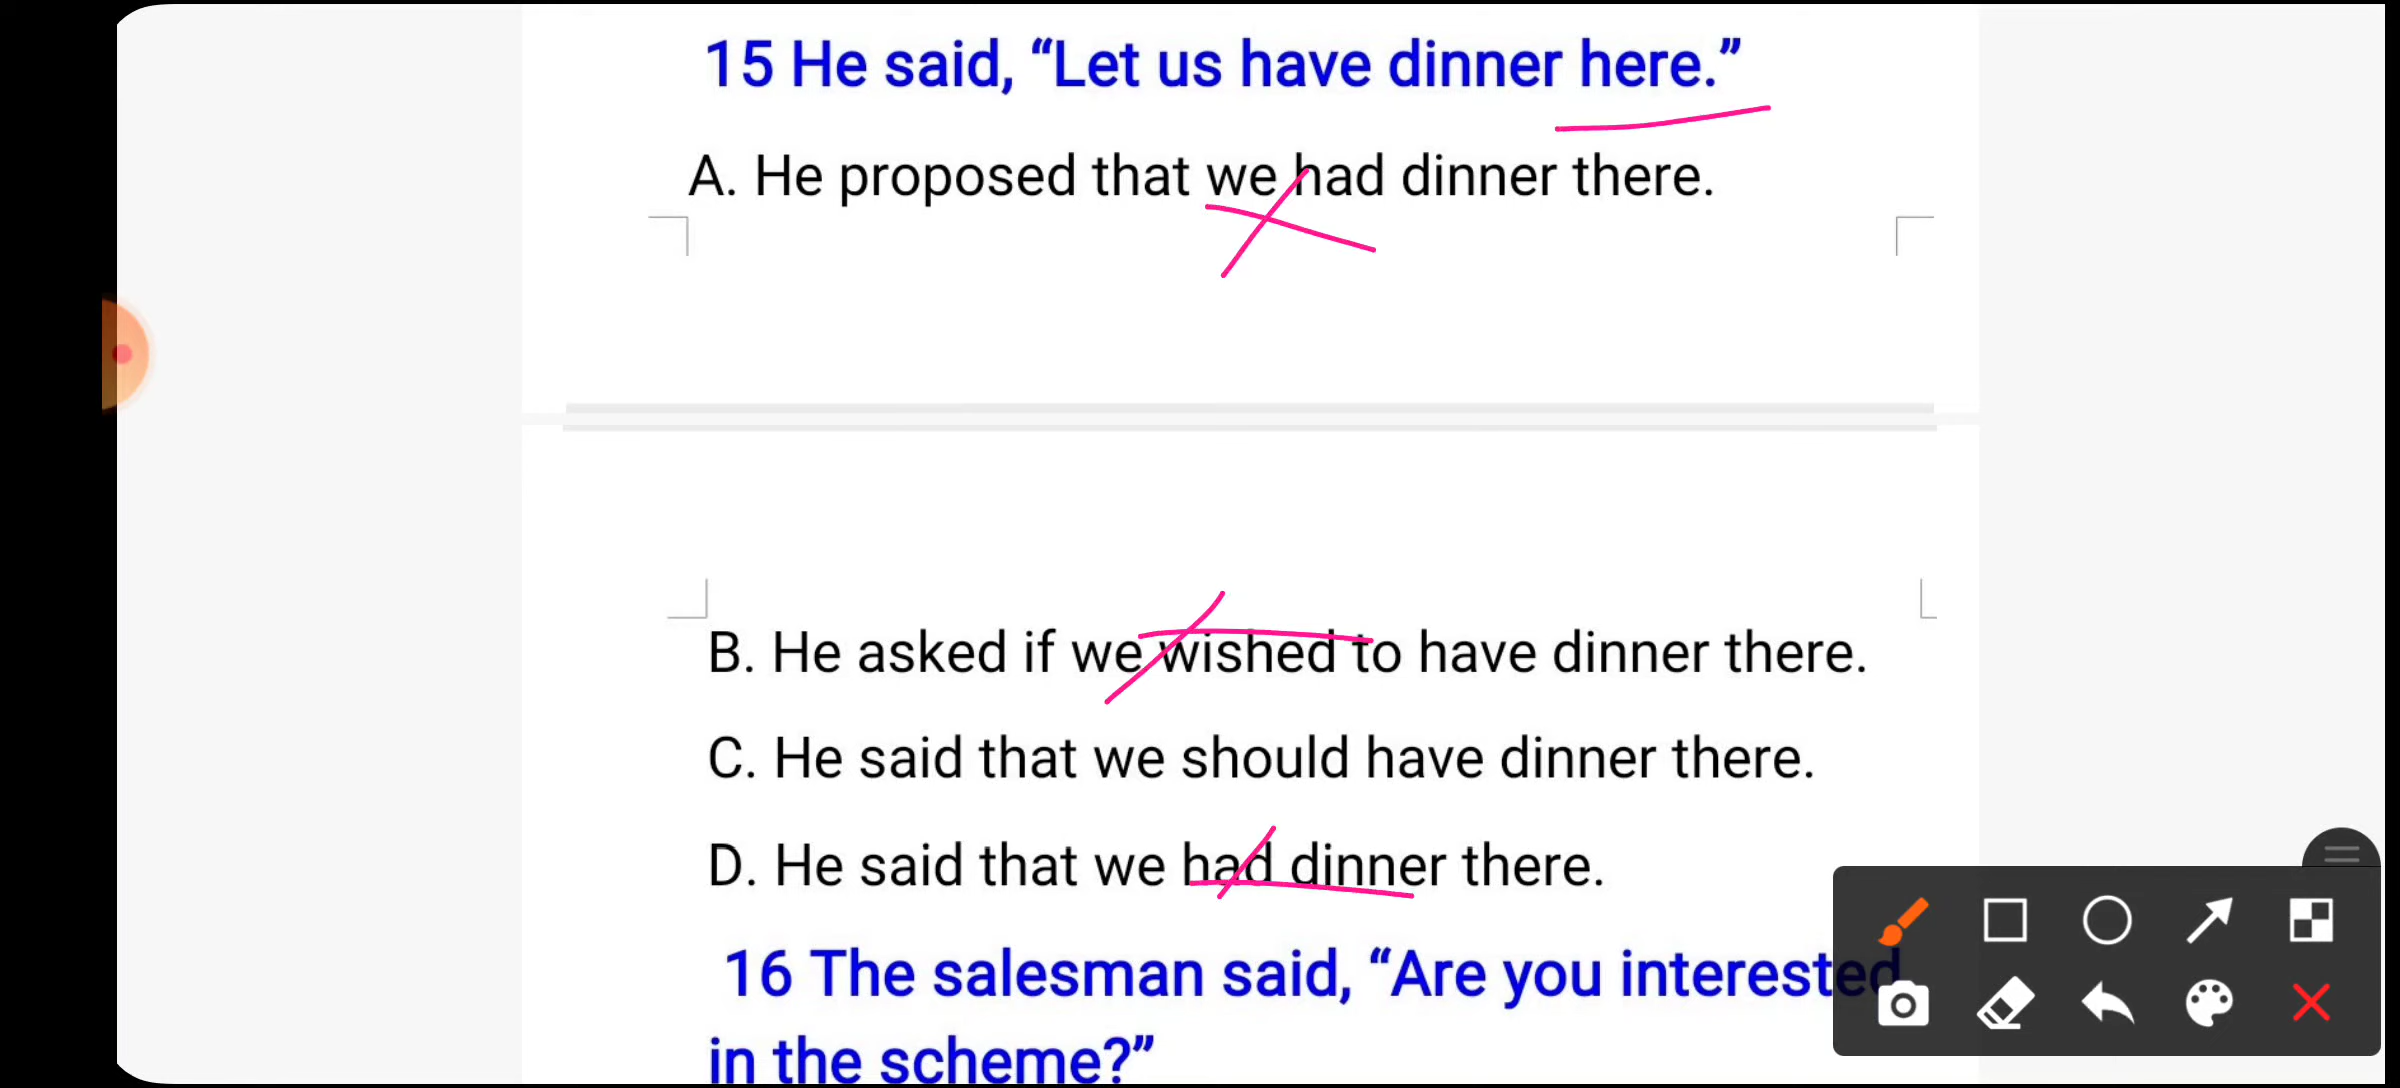 15 He said, “Let us have dinner here.”
A. He proposed that we had dinner there.
B. He asked if we wished to have dinner there.
C. He said that we should have dinner there.
D. He said that we had dinner there.
16 The salesman said, “Are you interested
in the scheme?”